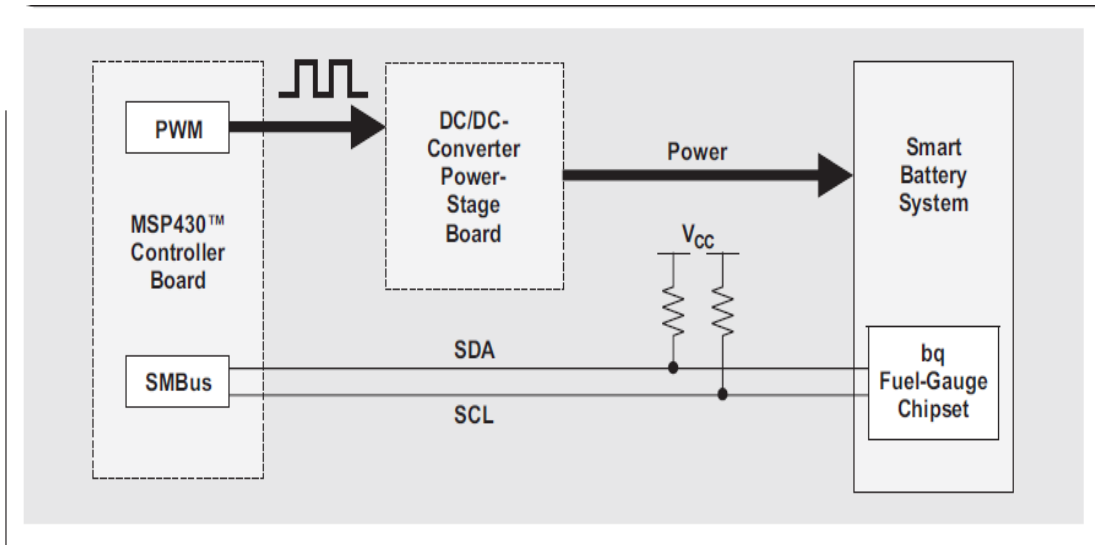 PWM
MSP430™
Controller
Board
SMBus
DC/DC-
Converter
Power-
Stage
Board
Power
Smart
Battery
System
VCC
SDA
SCL
bq
Fuel-Gauge
Chipset